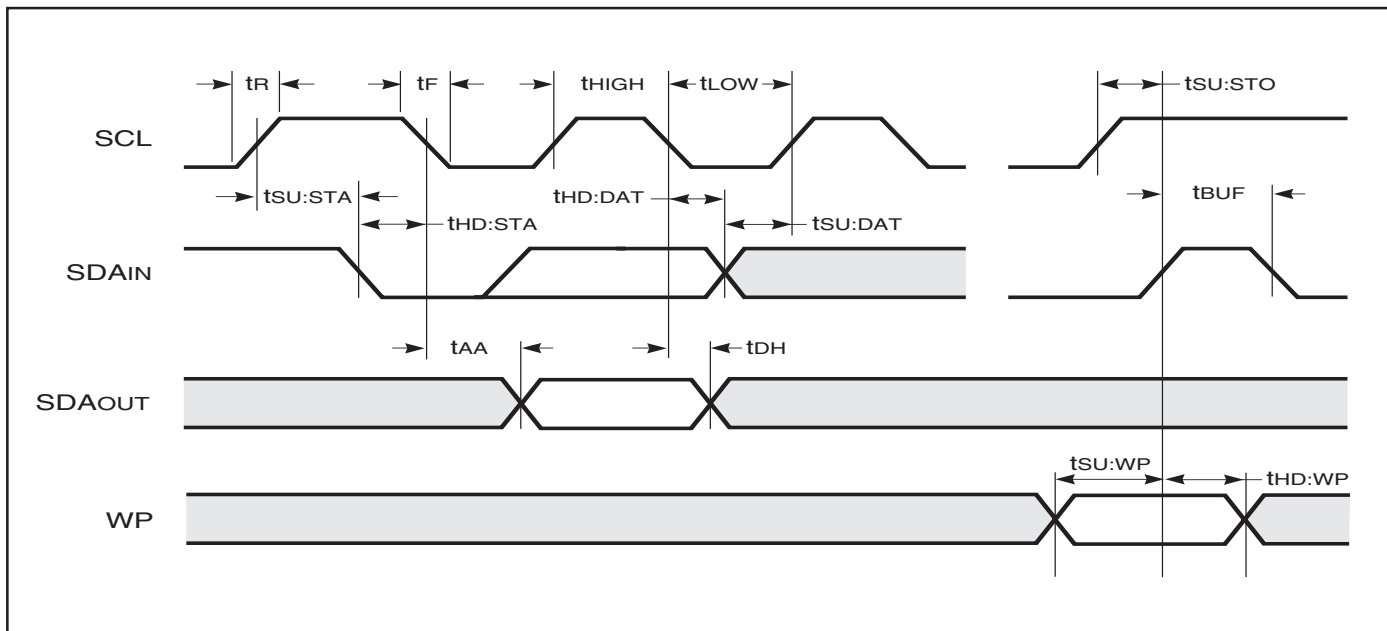 tR
tF
tHIGH
tLOW
tSU:STO
SCL
tSU:STA
tHD:STA
tHD:DAT
tSU:DAT
tBUF
SDAIN
tAA
tDH
SDAOUT
tSU:WP
tHD:WP
WP